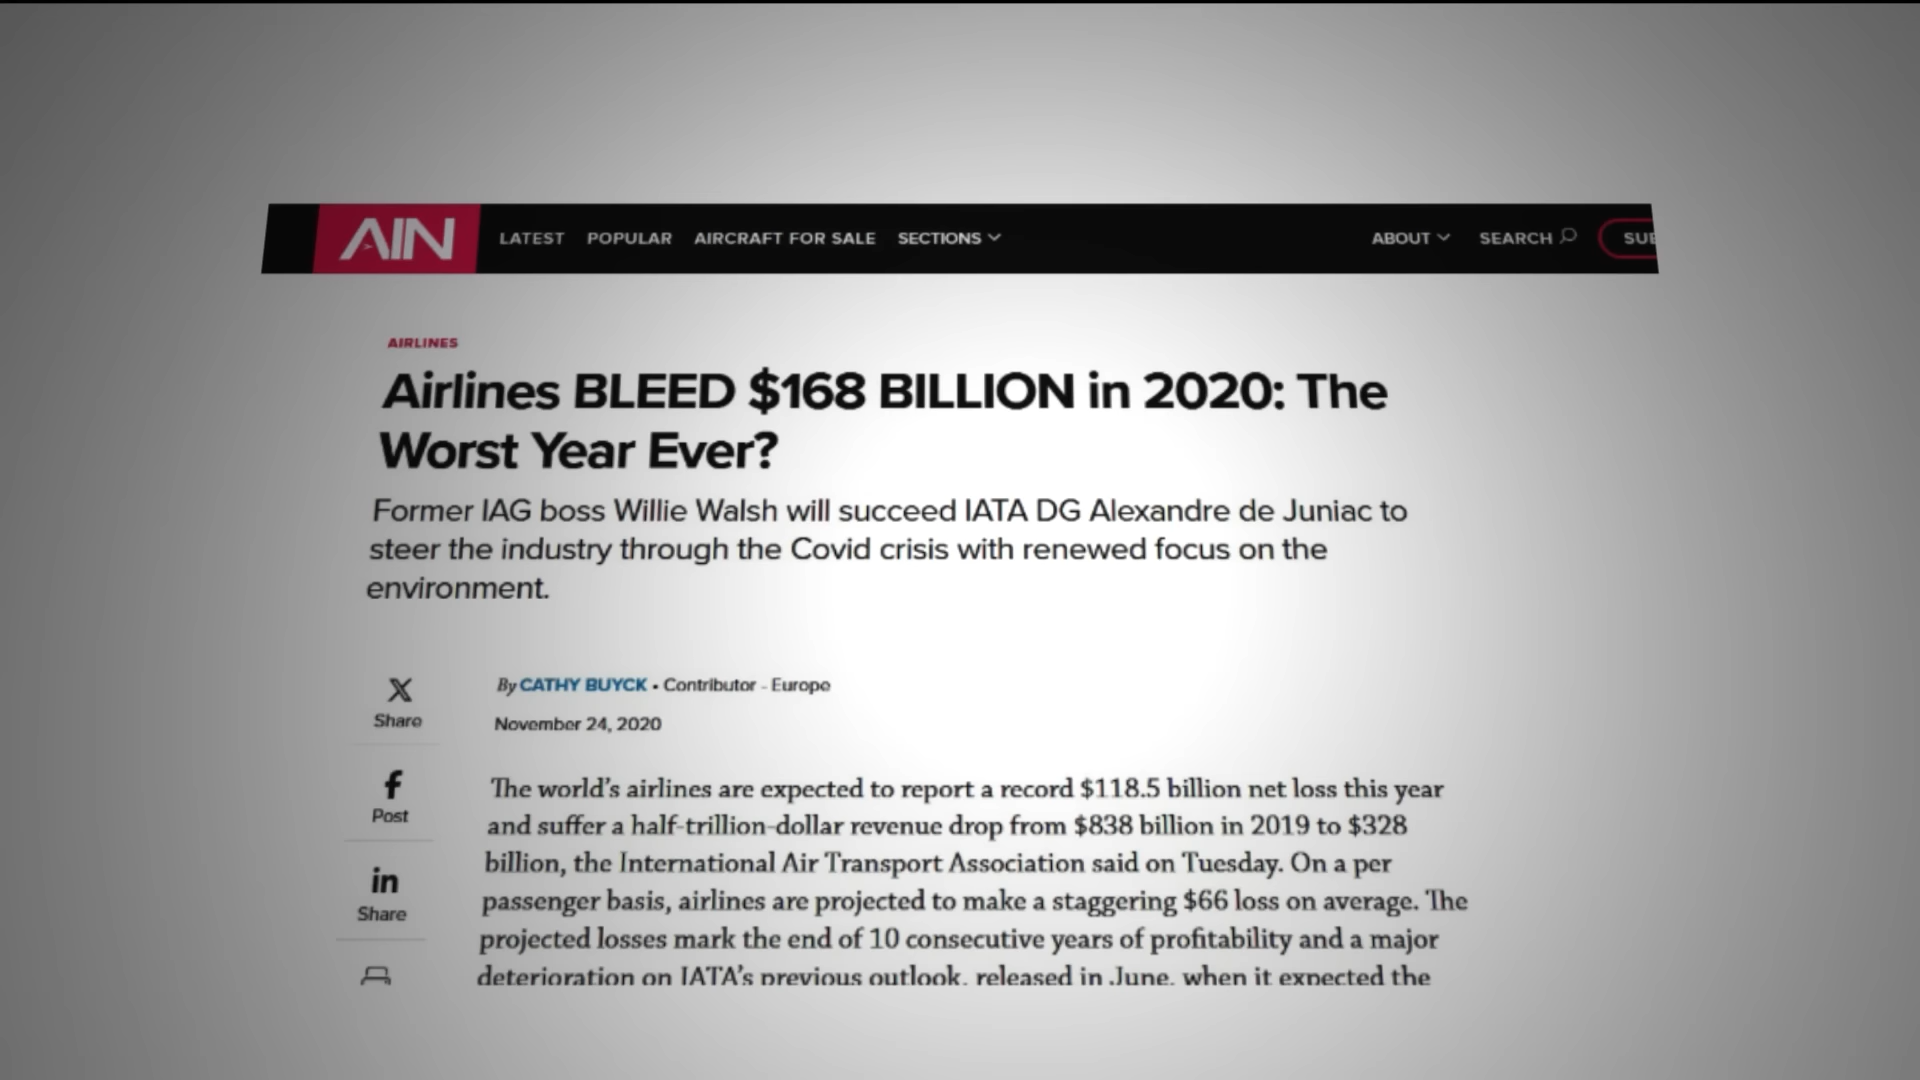 AIN LATEST POPULAR AIRCRAFT FOR SALE SECTIONS ABOUT SEARCH SUB
AIRLINES
Airlines BLEED $168 BILLION in 2020: The
Worst Year Ever?
Former IAG boss Willie Walsh will succeed IATA DG Alexandre de Juniac to
steer the industry through the Covid crisis with renewed focus on the
environment.
By CATHY BUYCK • Contributor - Europe
November 24, 2020
X
Share
f
Post
in
Share
The world's airlines are expected to report a record $118.5 billion net loss this year
and suffer a half-trillion-dollar revenue drop from $838 billion in 2019 to $328
billion, the International Air Transport Association said on Tuesday. On a per
passenger basis, airlines are projected to make a staggering $66 loss on average. The
projected losses mark the end of 10 consecutive years of profitability and a major
deterioration on IATA's previous outlook, released in June, when it expected the